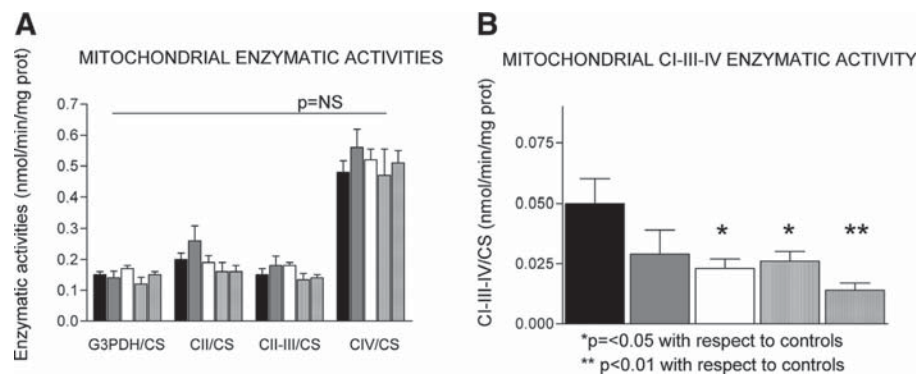 A
MITOCHONDRIAL ENZYMATIC ACTIVITIES
p=NS
Enzymatic activities (nmol/min/mg prot)
0.7
0.6
0.5
0.4
0.3
0.2
0.1
0.0
G3PDH/CS CII/CS CII-III/CS CIV/CS
B
MITOCHONDRIAL CI-III-IV ENZYMATIC ACTIVITY
CI-III-IV/CS (nmol/min/mg prot)
0.075
0.050
0.025
0.000
* * **
*p=<0.05 with respect to controls
** p<0.01 with respect to controls